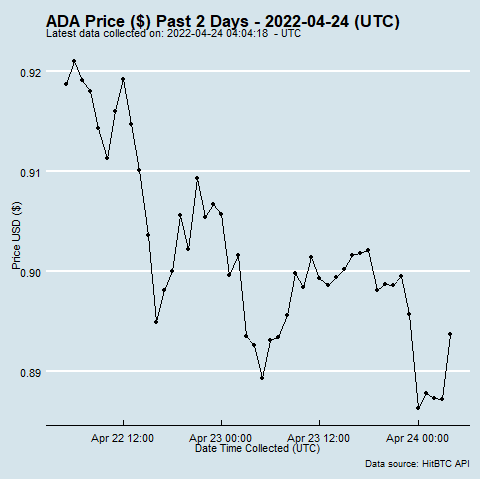 ADA Price ($) Past 2 Days - 2022-04-24 (UTC)
Latest data collected on: 2022-04-24 04:04:18 - UTC
0.92
0.91
0.90
0.89
Price USD ($)
Apr 22 12:00
Apr 23 00:00
Apr 23 12:00
Apr 24 00:00
Date Time Collected (UTC)
Data source: HitBTC API